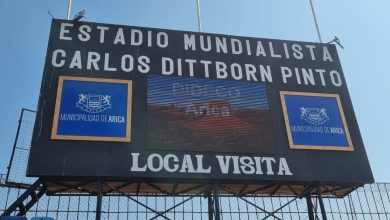 ESTADIO MUNDIALISTA
CARLOS DITTBORN PINTO
DIDECO
Arica
MUNICIPALIDAD DE ARICA
MUNICIPALIDAD DE ARICA
LOCAL VISITA